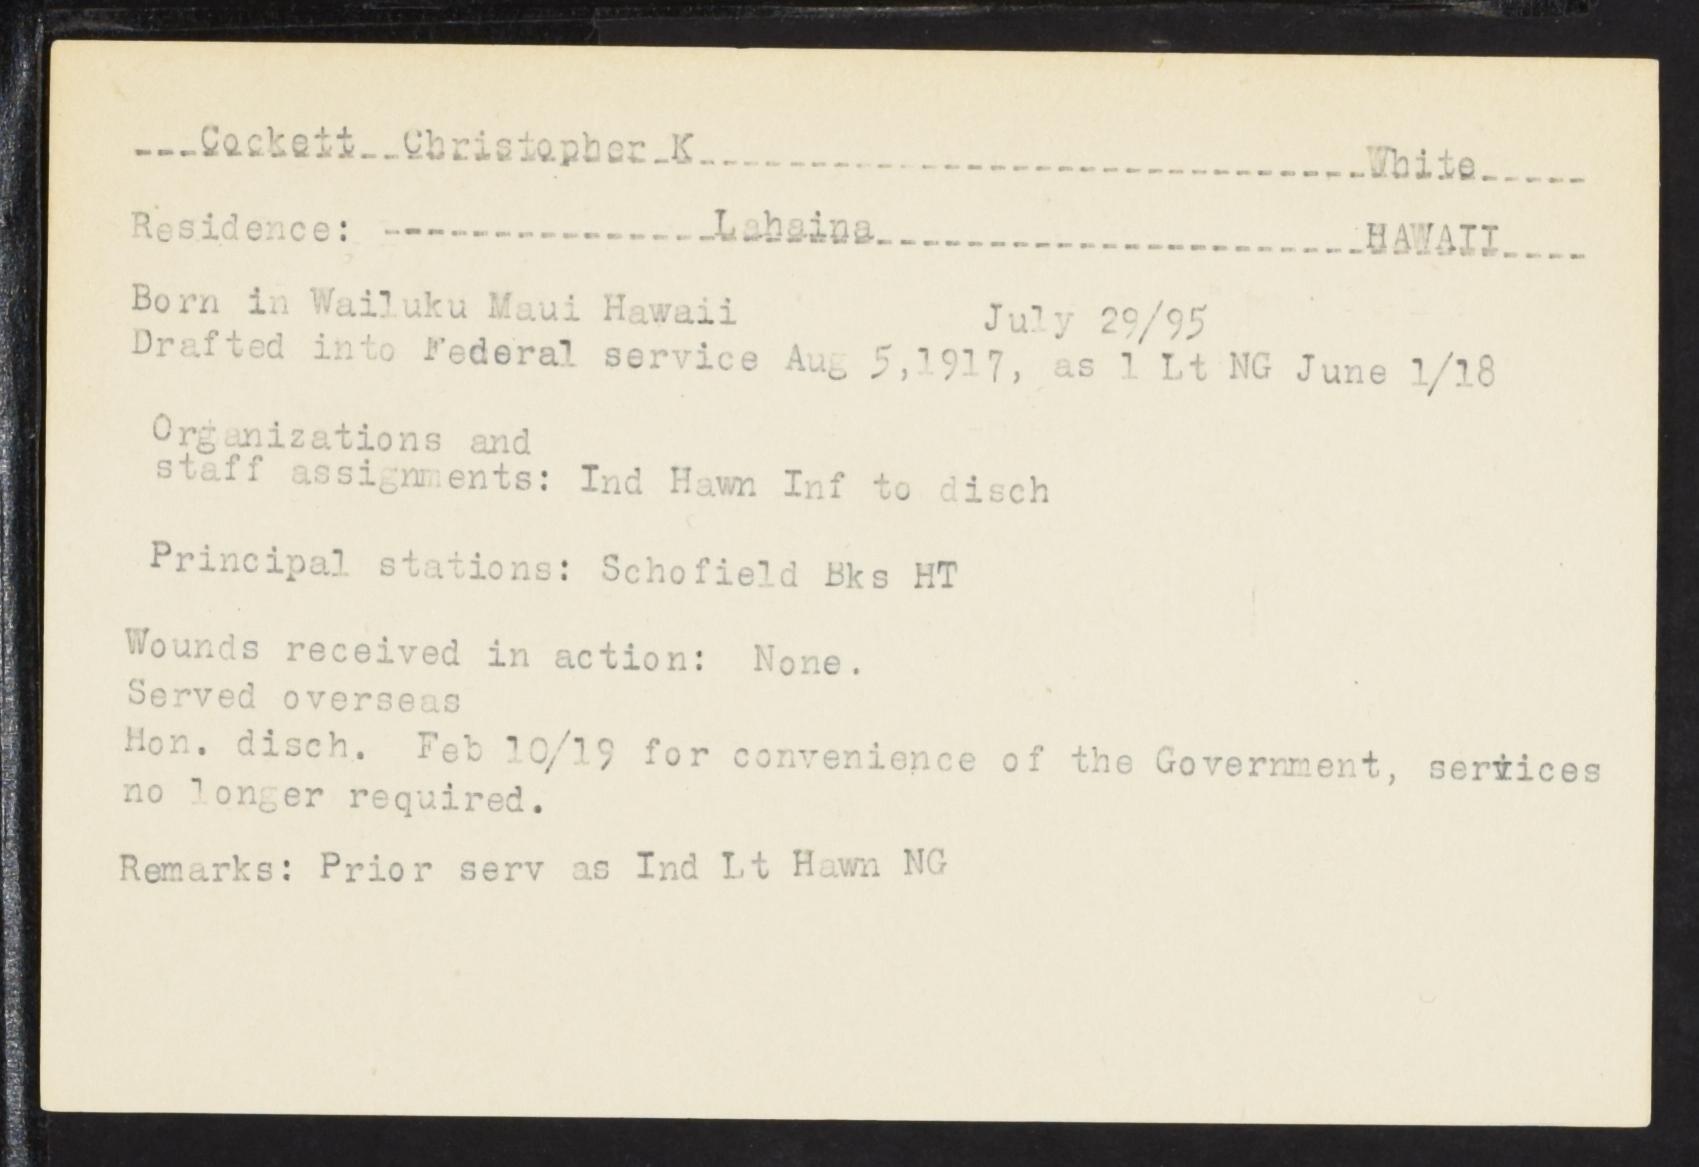 Cockett Christopher K White
Residence: Lahaina HAWAII
Born in Wailuku Maui Hawaii July 29/95
Drafted into Federal service Aug 5,1917, as 1 Lt NG June 1/18
Organizations and
staff assignments: Ind Hawn Inf to disch
Principal stations: Schofield Bks HT
Wounds received in action: None.
Served overseas
Hon. disch. Feb 10/19 for convenience of the Government, services
no longer required.
Remarks: Prior serv as Ind Lt Hawn NG